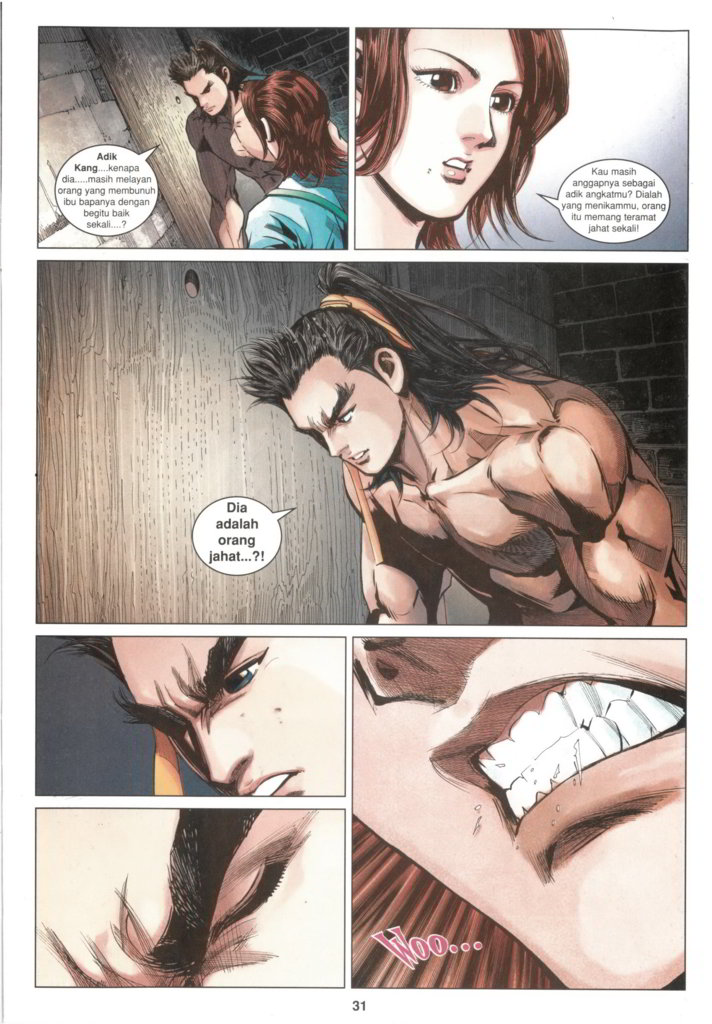 Adik
Kang....kenapa
dia.....masih melayan
orang yang membunuh
ibu bapanya dengan
begitu baik
sekali....?
Kau masih
anggapnya sebagai
adik angkatmu? Dialah
yang menikammu, orang
itu memang teramat
jahat sekali!
Dia
adalah
orang
jahat...?!
Woo...
31